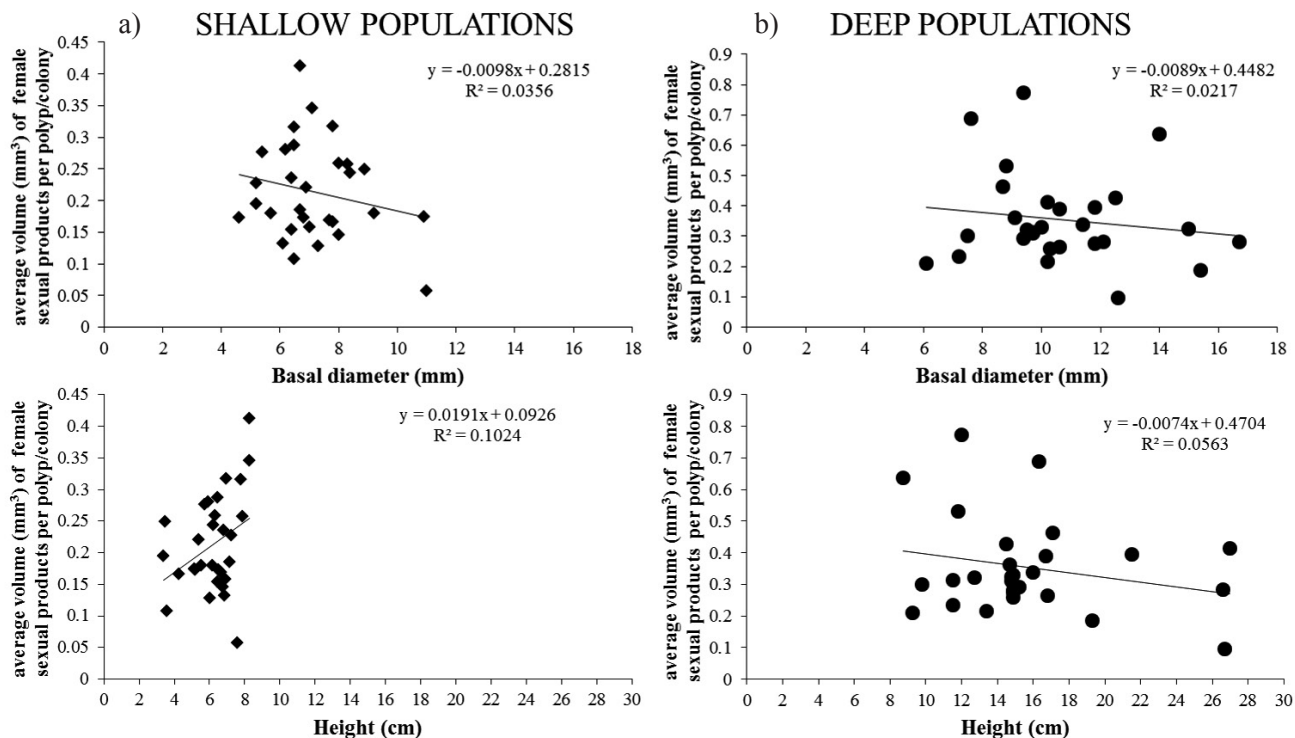 a) SHALLOW POPULATIONS
b) DEEP POPULATIONS
average volume (mm³) of female
sexual products per polyp/colony
0.45
0.4
0.35
0.3
0.25
0.2
0.15
0.1
0.05
0
y = -0.0098x + 0.2815
R² = 0.0356
0 2 4 6 8 10 12 14 16 18
Basal diameter (mm)
average volume (mm³) of female
sexual products per polyp/colony
0.9
0.8
0.7
0.6
0.5
0.4
0.3
0.2
0.1
0
y = -0.0089x + 0.4482
R² = 0.0217
0 2 4 6 8 10 12 14 16 18
Basal diameter (mm)
average volume (mm³) of female
sexual products per polyp/colony
0.45
0.4
0.35
0.3
0.25
0.2
0.15
0.1
0.05
0
y = 0.0191x + 0.0926
R² = 0.1024
0 2 4 6 8 10 12 14 16 18 20 22 24 26 28 30
Height (cm)
average volume (mm³) of female
sexual products per polyp/colony
0.9
0.8
0.7
0.6
0.5
0.4
0.3
0.2
0.1
0
y = -0.0074x + 0.4704
R² = 0.0563
0 2 4 6 8 10 12 14 16 18 20 22 24 26 28 30
Height (cm)